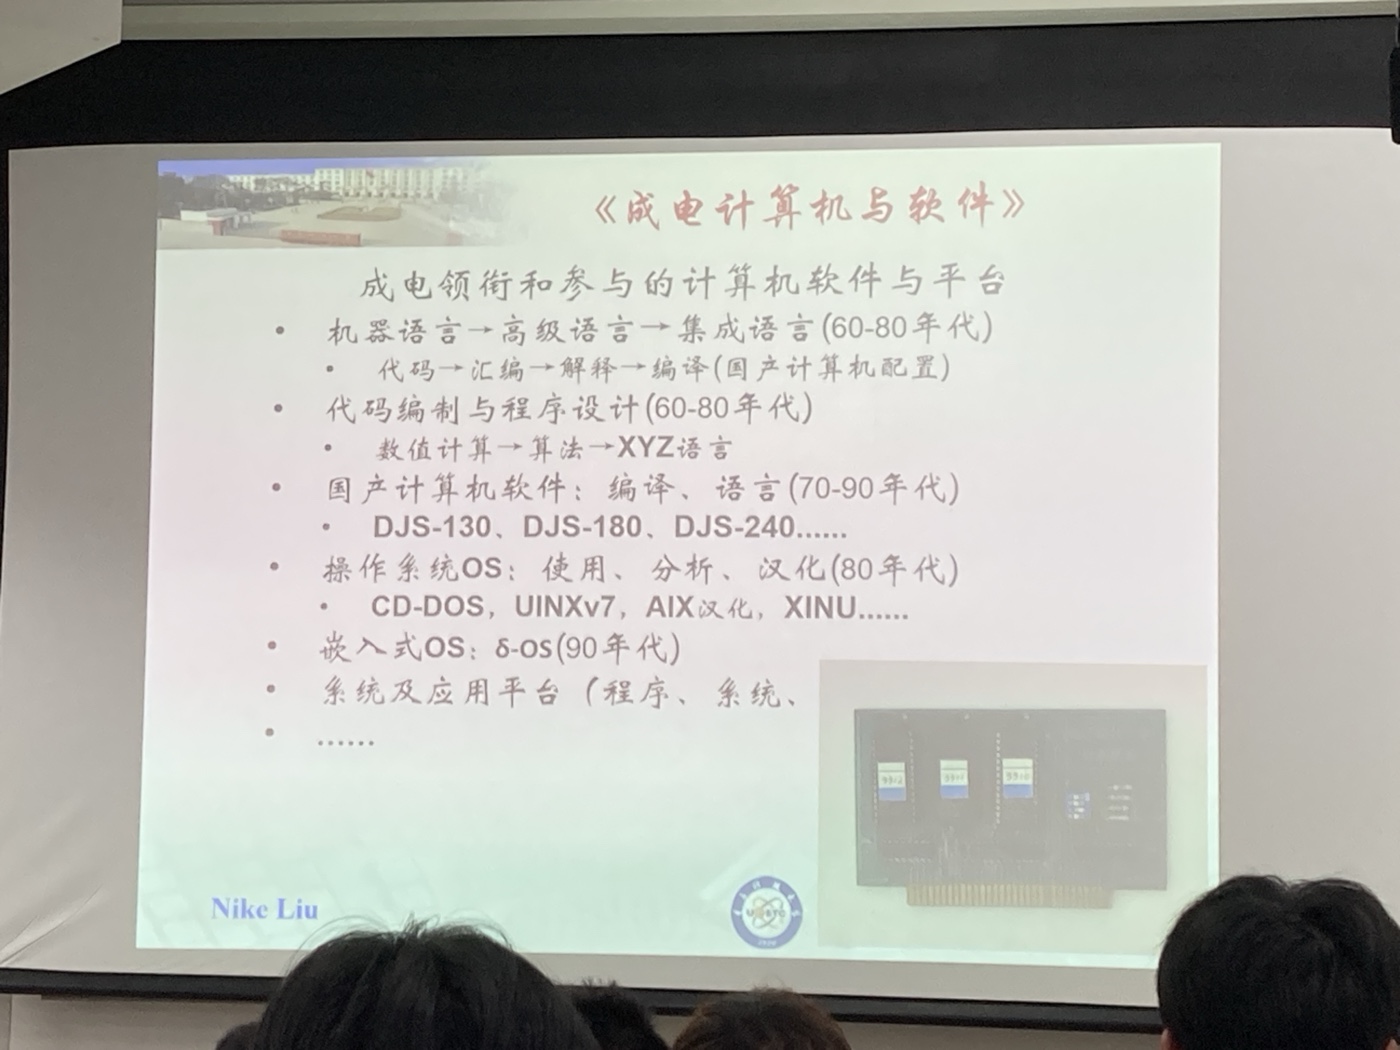 《成电计算机与软件》
成电领衔和参与的计算机软件与平台
• 机器语言→高级语言→集成语言(60-80年代)
• 代码→汇编→解释→编译(国产计算机配置)
• 代码编制与程序设计(60-80年代)
• 数值计算→算法→XYZ语言
• 国产计算机软件：编译、语言(70-90年代)
• DJS-130、DJS-180、DJS-240......
• 操作系统OS：使用、分析、汉化(80年代)
• CD-DOS，UINXv7，AIX汉化，XINU......
• 嵌入式OS：δ-OS(90年代)
• 系统及应用平台（程序、系统、
• ......
Nike Liu